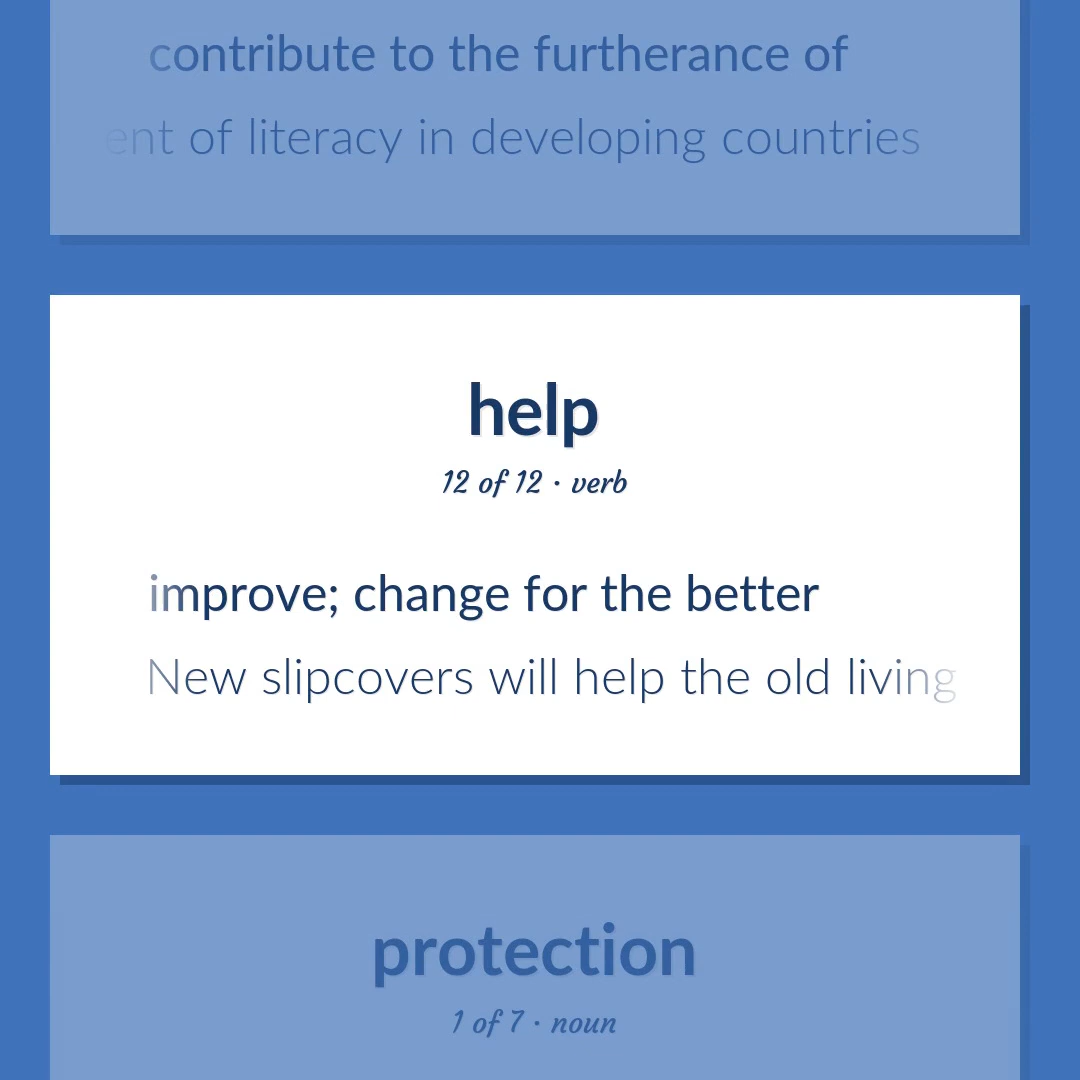 contribute to the furtherance of
ent of literacy in developing countries
help
12 of 12 · verb
improve; change for the better
New slipcovers will help the old living
protection
1 of 7 · noun